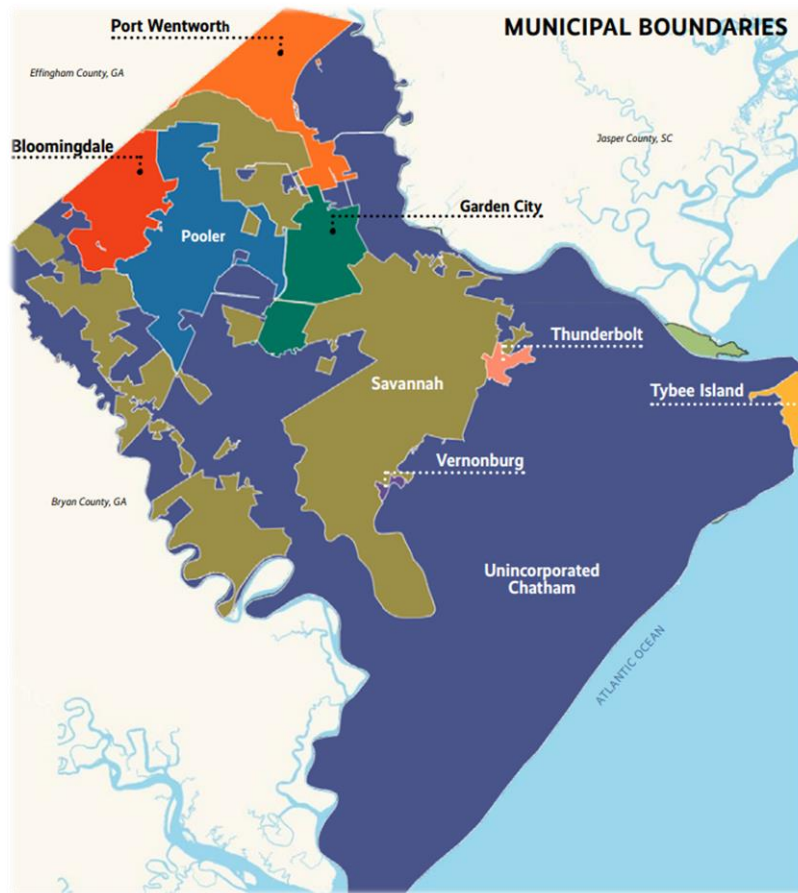 MUNICIPAL BOUNDARIES
Port Wentworth
Effingham County, GA
Jasper County, SC
Bloomingdale
Garden City
Pooler
Thunderbolt
Savannah
Tybee Island
Vernonburg
Bryan County, GA
Unincorporated
Chatham
ATLANTIC OCEAN